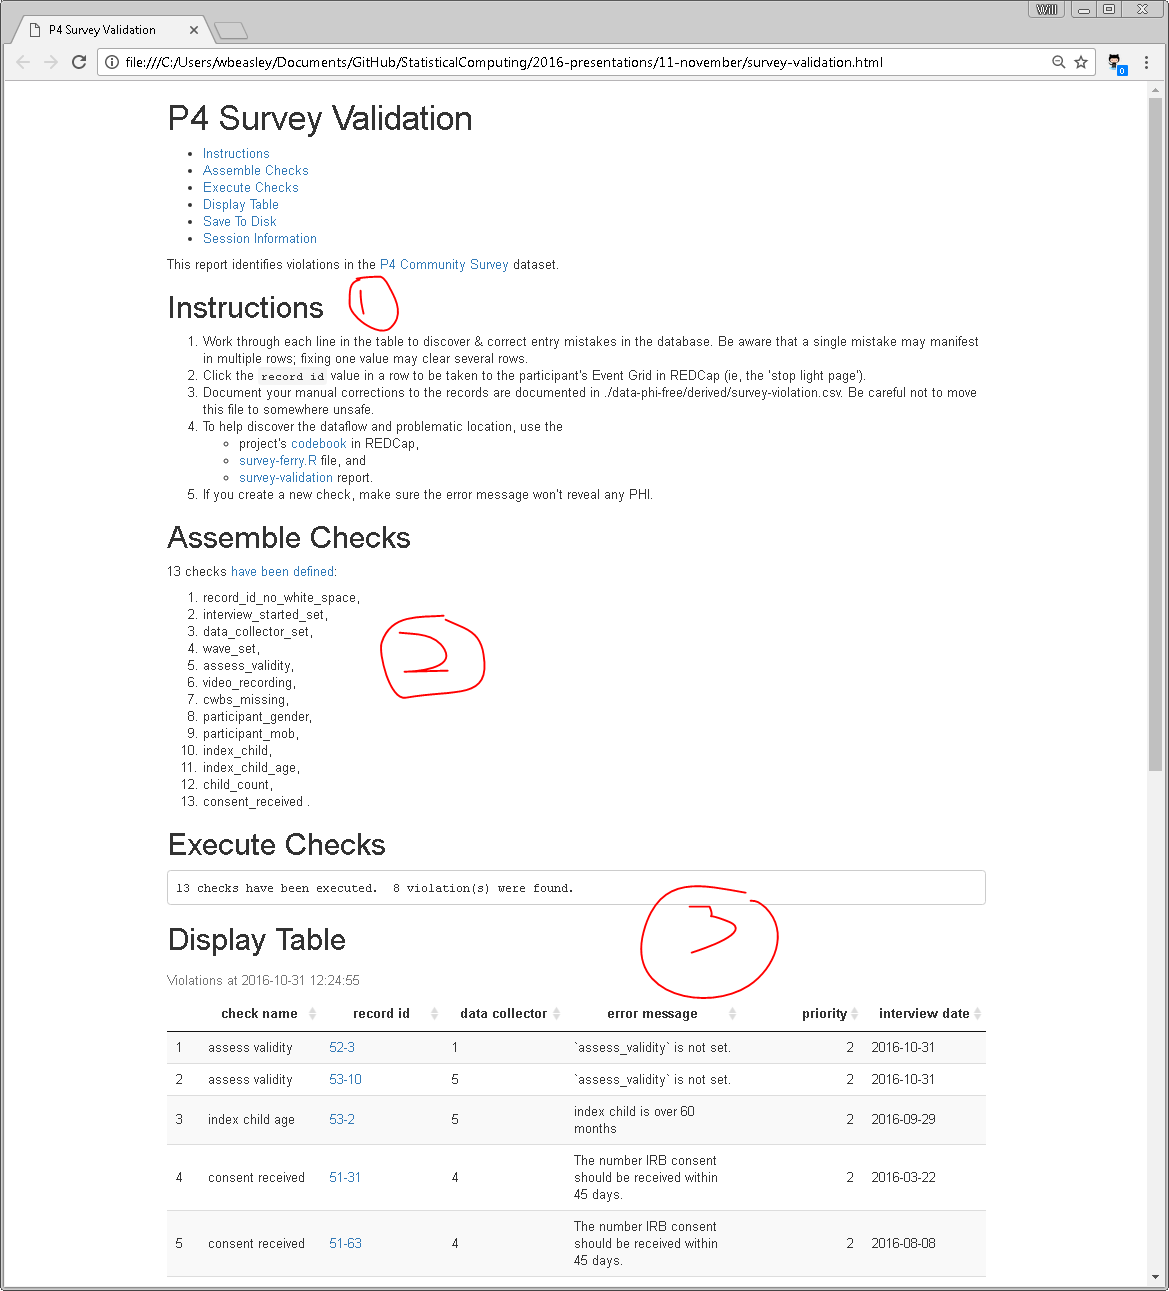 Will
P4 Survey Validation
file:///C:/Users/wbeasley/Documents/GitHub/StatisticalComputing/2016-presentations/11-november/survey-validation.html
0
P4 Survey Validation
• Instructions
• Assemble Checks
• Execute Checks
• Display Table
• Save To Disk
• Session Information
This report identifies violations in the P4 Community Survey dataset.
Instructions
1
1. Work through each line in the table to discover & correct entry mistakes in the database. Be aware that a single mistake may manifest
in multiple rows; fixing one value may clear several rows.
2. Click the record id value in a row to be taken to the participant's Event Grid in REDCap (ie, the 'stop light page').
3. Document your manual corrections to the records are documented in ./data-phi-free/derived/survey-violation.csv. Be careful not to move
this file to somewhere unsafe.
4. To help discover the dataflow and problematic location, use the
◦ project's codebook in REDCap,
◦ survey-ferry.R file, and
◦ survey-validation report.
5. If you create a new check, make sure the error message won't reveal any PHI.
Assemble Checks
13 checks have been defined:
1. record_id_no_white_space,
2. interview_started_set,
3. data_collector_set,
4. wave_set,
5. assess_validity,
6. video_recording,
7. cwbs_missing,
8. participant_gender,
9. participant_mob,
10. index_child,
11. index_child_age,
12. child_count,
13. consent_received .
2
Execute Checks
13 checks have been executed.  8 violation(s) were found.
3
Display Table
Violations at 2016-10-31 12:24:55
check name record id data collector error message priority interview date
1 assess validity 52-3 1 `assess_validity` is not set. 2 2016-10-31
2 assess validity 53-10 5 `assess_validity` is not set. 2 2016-10-31
3 index child age 53-2 5 index child is over 60 months 2 2016-09-29
4 consent received 51-31 4 The number IRB consent should be received within 45 days. 2 2016-03-22
5 consent received 51-63 4 The number IRB consent should be received within 45 days. 2 2016-08-08